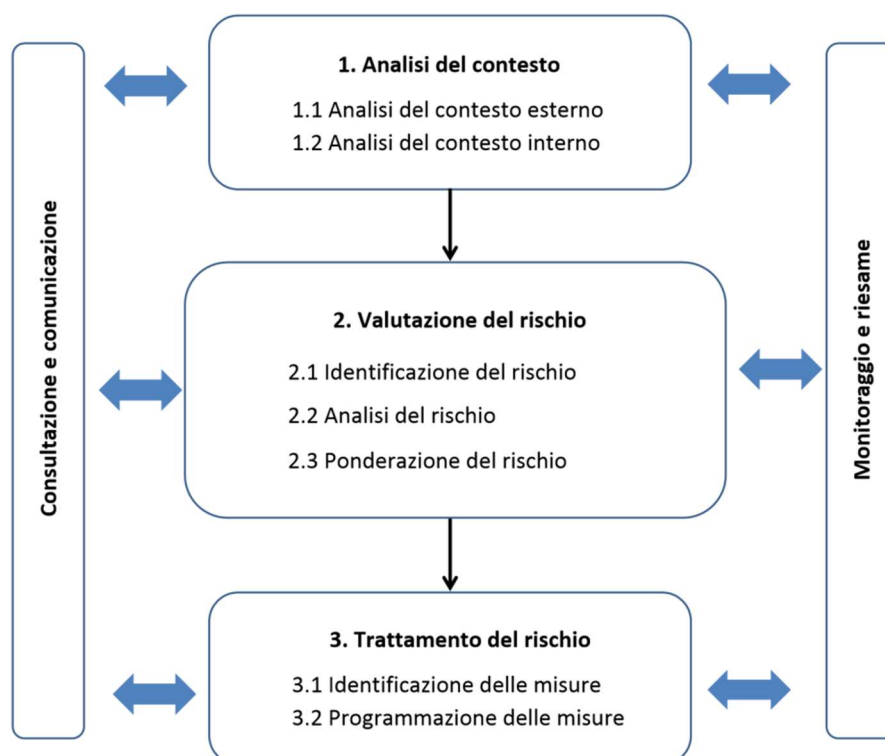 Consultazione e comunicazione
1. Analisi del contesto
1.1 Analisi del contesto esterno
1.2 Analisi del contesto interno
2. Valutazione del rischio
2.1 Identificazione del rischio
2.2 Analisi del rischio
2.3 Ponderazione del rischio
3. Trattamento del rischio
3.1 Identificazione delle misure
3.2 Programmazione delle misure
Monitoraggio e riesame